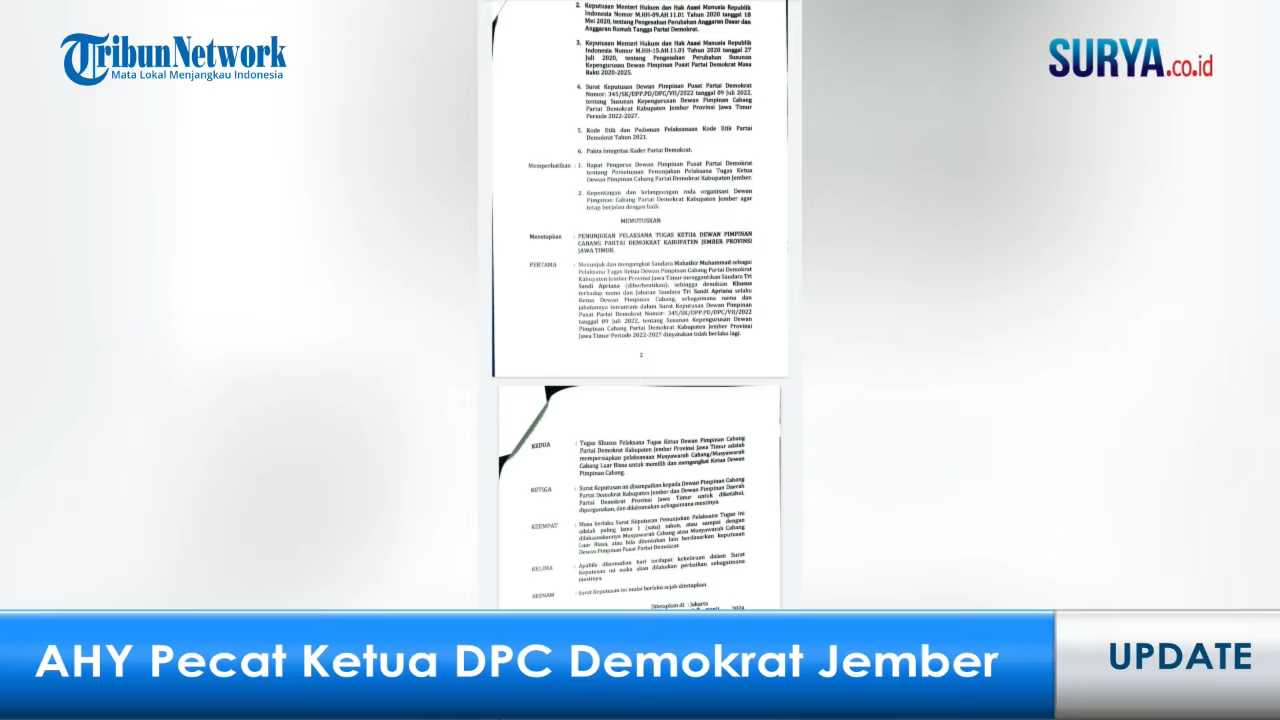 TribunNetwork
Mata Lokal Menjangkau Indonesia
SURYA.co.id
2. Keputusan Menteri Hukum dan Hak Asasi Manusia Republik
Indonesia Nomor M.HH-09.AH.11.01 Tahun 2020 tanggal 18
Mei 2020, tentang Pengesahan Perubahan Anggaran Dasar dan
Anggaran Rumah Tangga Partai Demokrat.
3. Keputusan Menteri Hukum dan Hak Asasi Manusia Republik
Indonesia Nomor M.HH-15.AH.11.01 Tahun 2020 tanggal 27
Juli 2020, tentang Pengesahan Perubahan Susunan
Kepengurusan Dewan Pimpinan Pusat Partai Demokrat Masa
Bakti 2020-2025.
4. Surat Keputusan Dewan Pimpinan Pusat Partai Demokrat
Nomor: 345/SK/DPP.PD/DPC/VII/2022 tanggal 09 Juli 2022,
tentang Susunan Kepengurusan Dewan Pimpinan Cabang
Partai Demokrat Kabupaten Jember Provinsi Jawa Timur
Periode 2022-2027.
5. Kode Etik dan Pedoman Pelaksanaan Kode Etik Partai
Demokrat Tahun 2021.
6. Pakta Integritas Kader Partai Demokrat.
Memperhatikan : 1. Rapat Pengurus Dewan Pimpinan Pusat Partai Demokrat
tentang Persetujuan Penunjukan Pelaksana Tugas Ketua
Dewan Pimpinan Cabang Partai Demokrat Kabupaten Jember.
2. Kepentingan dan kelangsungan roda organisasi Dewan
Pimpinan Cabang Partai Demokrat Kabupaten Jember agar
tetap berjalan dengan baik
MEMUTUSKAN
Menetapkan : PENUNJUKAN PELAKSANA TUGAS KETUA DEWAN PIMPINAN
CABANG PARTAI DEMOKRAT KABUPATEN JEMBER PROVINSI
JAWA TIMUR.
PERTAMA : Menunjuk dan mengangkat Saudara Mahathir Muhammad sebagai
Pelaksana Tugas Ketua Dewan Pimpinan Cabang Partai Demokrat
Kabupaten Jember Provinsi Jawa Timur menggantikan Saudara Tri
Sandi Apriana (diberhentikan), sehingga demikian Khusus
terhadap nama dan Jabatan Saudara Tri Sandi Apriana selaku
Ketua Dewan Pimpinan Cabang, sebagaimana nama dan
jabatannya tercantum dalam Surat Keputusan Dewan Pimpinan
Pusat Partai Demokrat Nomor: 345/SK/DPP.PD/DPC/VII/2022
tanggal 09 Juli 2022, tentang Susunan Kepengurusan Dewan
Pimpinan Cabang Partai Demokrat Kabupaten Jember Provinsi
Jawa Timur Periode 2022-2027 dinyatakan tidak berlaku lagi.
2
KEDUA : Tugas Khusus Pelaksana Tugas Ketua Dewan Pimpinan Cabang
Partai Demokrat Kabupaten Jember Provinsi Jawa Timur adalah
mempersiapkan pelaksanaan Musyawarah Cabang/Musyawarah
Cabang Luar Biasa untuk memilih dan mengangkat Ketua Dewan
Pimpinan Cabang.
KETIGA : Surat Keputusan ini disampaikan kepada Dewan Pimpinan Cabang
Partai Demokrat Kabupaten Jember dan Dewan Pimpinan Daerah
Partai Demokrat Provinsi Jawa Timur untuk diketahui,
dipergunakan, dan dilaksanakan sebagaimana mestinya.
KEEMPAT : Masa berlaku Surat Keputusan Penunjukan Pelaksana Tugas ini
adalah paling lama 1 (satu) tahun, atau sampai dengan
dilaksanakannya Musyawarah Cabang atau Musyawarah Cabang
Luar Biasa, atau bila ditentukan lain berdasarkan keputusan
Dewan Pimpinan Pusat Partai Demokrat.
KELIMA : Apabila dikemudian hari terdapat kekeliruan dalam Surat
Keputusan ini maka akan dilakukan perbaikan sebagaimana
mestinya.
KEENAM : Surat Keputusan ini mulai berlaku sejak ditetapkan.
Ditetapkan di : Jakarta
2024
AHY Pecat Ketua DPC Demokrat Jember
UPDATE